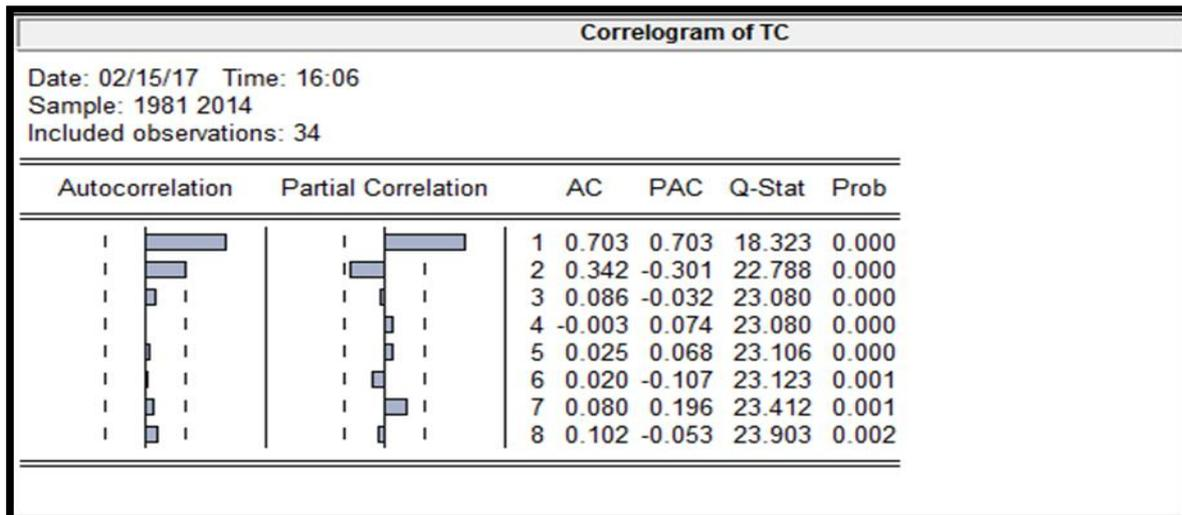 Correlogram of TC
Date: 02/15/17 Time: 16:06
Sample: 1981 2014
Included observations: 34
Autocorrelation Partial Correlation AC PAC Q-Stat Prob
1 0.703 0.703 18.323 0.000
2 0.342 -0.301 22.788 0.000
3 0.086 -0.032 23.080 0.000
4 -0.003 0.074 23.080 0.000
5 0.025 0.068 23.106 0.000
6 0.020 -0.107 23.123 0.001
7 0.080 0.196 23.412 0.001
8 0.102 -0.053 23.903 0.002